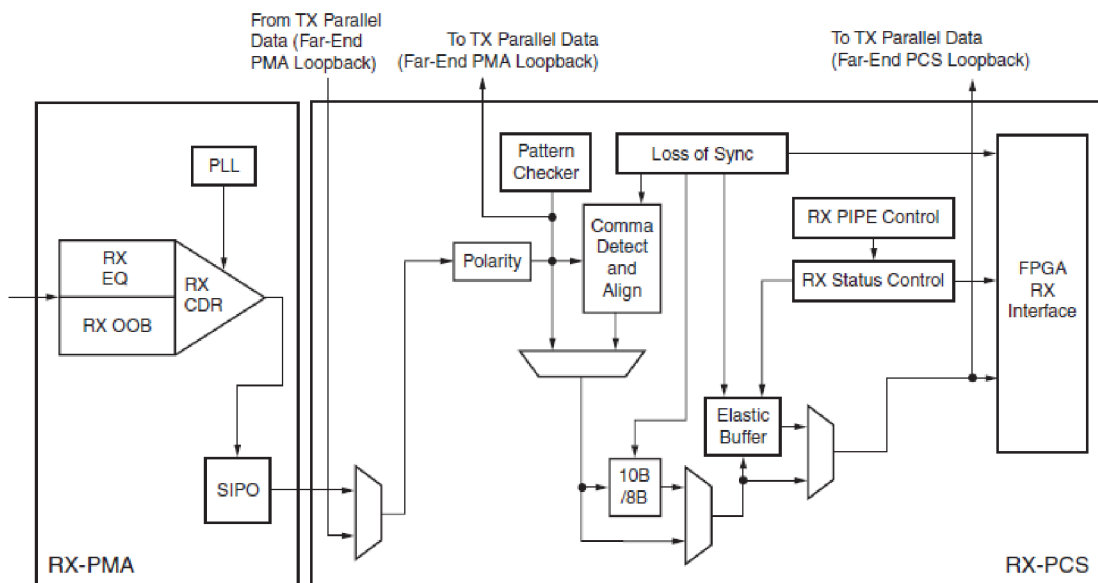 From TX Parallel
Data (Far-End
PMA Loopback)
To TX Parallel Data
(Far-End PMA Loopback)
To TX Parallel Data
(Far-End PCS Loopback)
PLL
RX
EQ
RX OOB
RX
CDR
SIPO
RX-PMA
Pattern
Checker
Loss of Sync
Polarity
Comma
Detect
and
Align
RX PIPE Control
RX Status Control
FPGA
RX
Interface
Elastic
Buffer
10B
/8B
RX-PCS